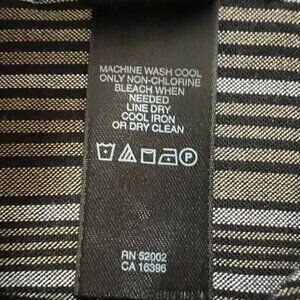 MACHINE WASH COOL
ONLY NON-CHLORINE
BLEACH WHEN
NEEDED
LINE DRY
COOL IRON
OR DRY CLEAN
P
RN 52002
CA 16396